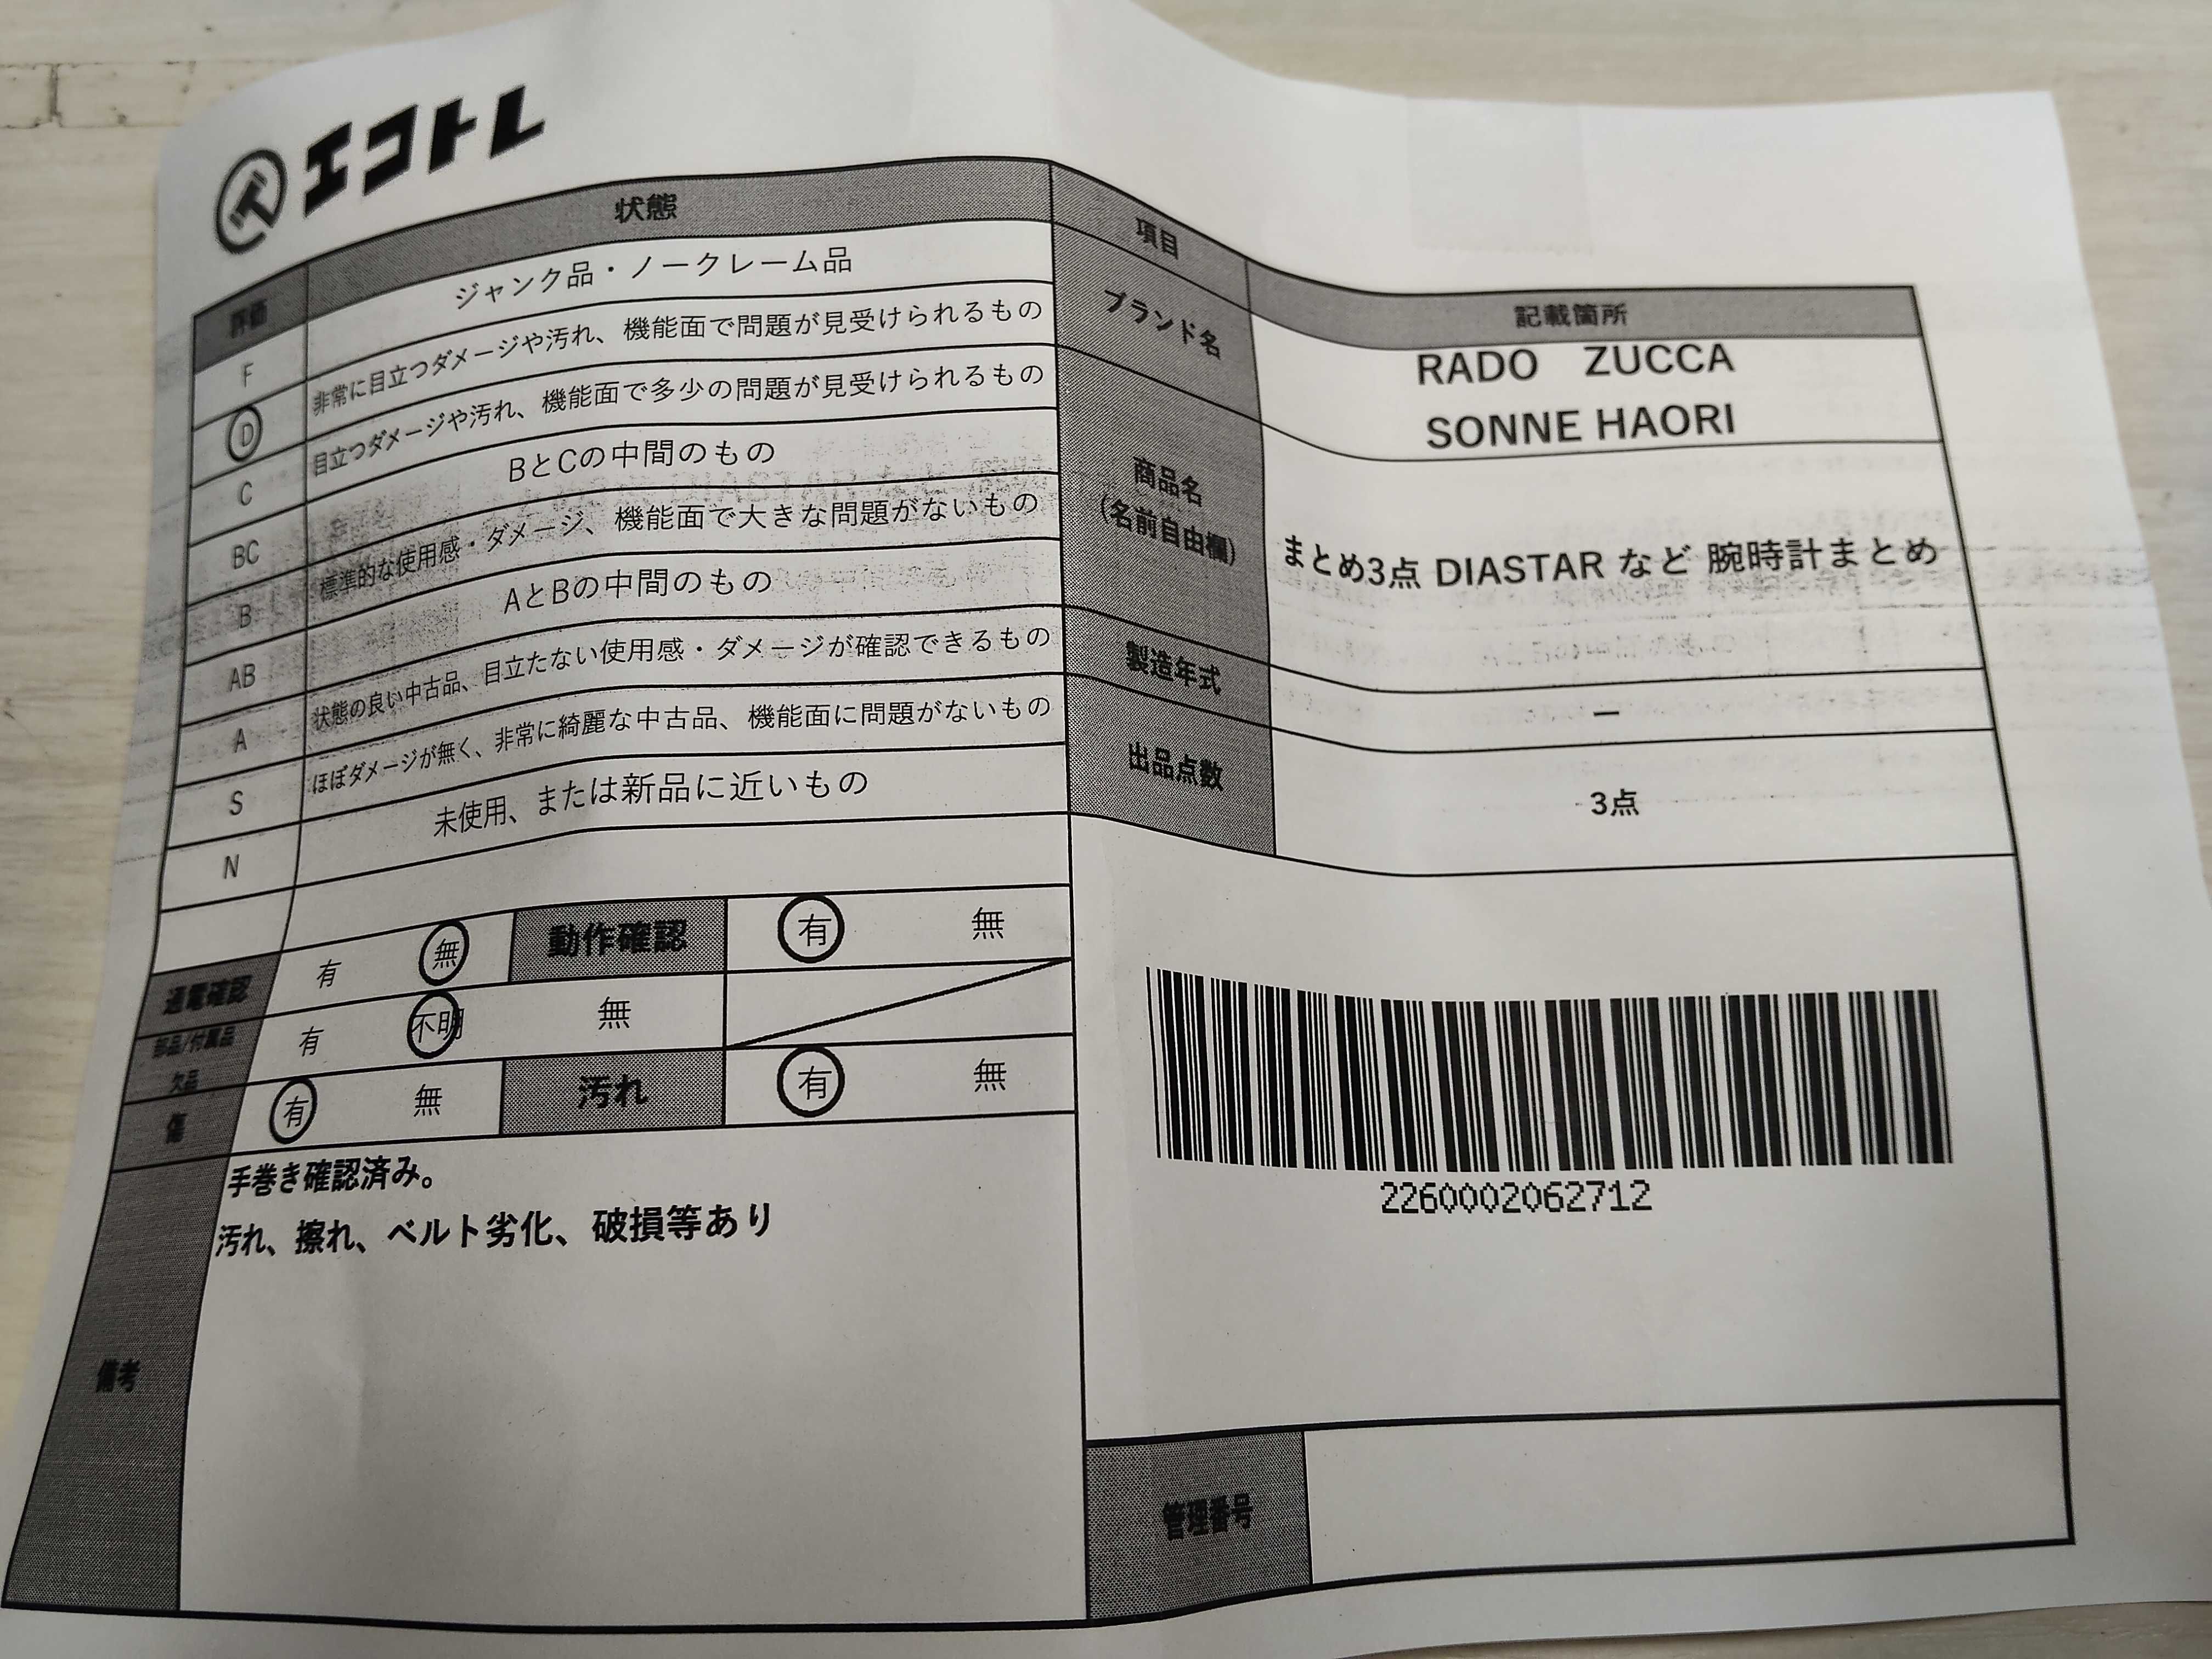 エコトレ
評価 状態
F ジャンク品・ノークレーム品
D 非常に目立つダメージや汚れ、機能面で問題が見受けられるもの
C 目立つダメージや汚れ、機能面で多少の問題が見受けられるもの
BC BとCの中間のもの
B 標準的な使用感・ダメージ、機能面で大きな問題がないもの
AB AとBの中間のもの
A 状態の良い中古品、目立たない使用感・ダメージが確認できるもの
S ほぼダメージが無く、非常に綺麗な中古品、機能面に問題がないもの
N 未使用、または新品に近いもの
通電確認 有 無 動作確認 有 無
部品/付属品
欠品 有 不明 無
傷 有 無 汚れ 有 無
備考
手巻き確認済み。
汚れ、擦れ、ベルト劣化、破損等あり
項目 記載箇所
ブランド名
RADO ZUCCA
SONNE HAORI
商品名
(名前自由欄)
まとめ3点 DIASTAR など 腕時計まとめ
製造年式 ー
出品点数 3点
2260002062712
管理番号